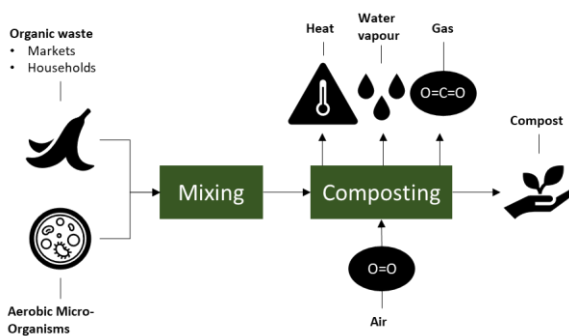 Organic waste
• Markets
• Households
Heat
Water
vapour
Gas
O=C=O
Compost
Mixing
Composting
O=O
Aerobic Micro-
Organisms
Air